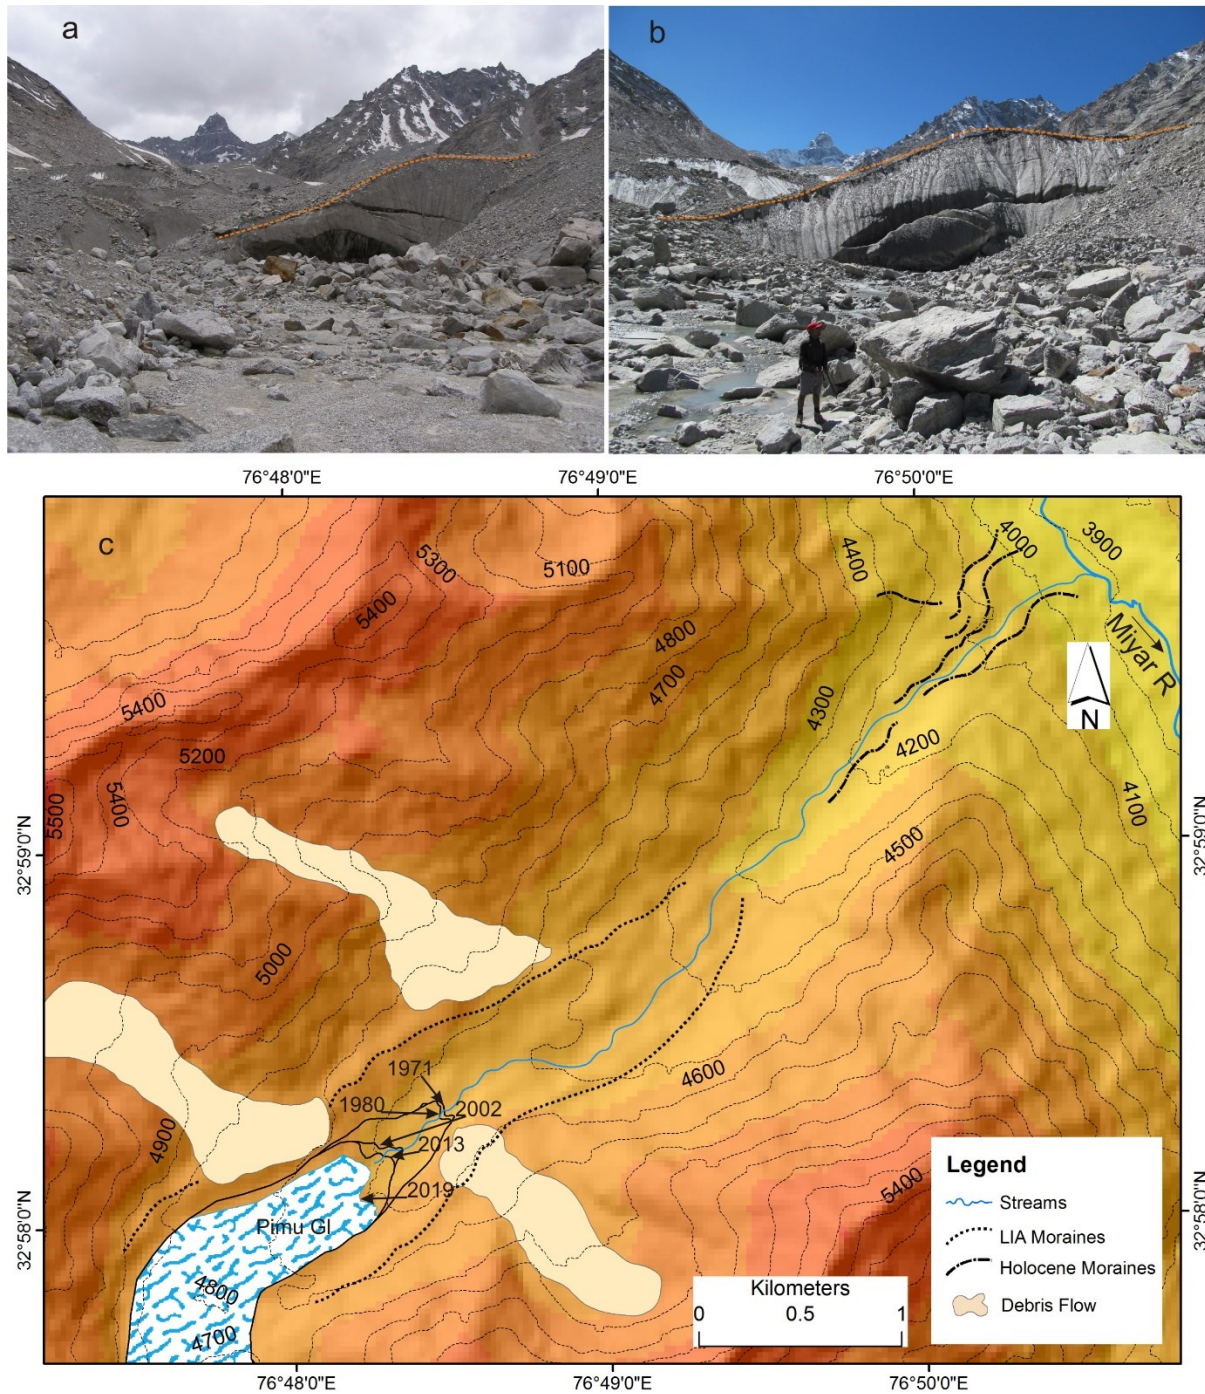 a
b
76°48'0"E
76°49'0"E
76°50'0"E
c
5300
5100
4400
4000
3900
5400
4800
4700
Miyar R
5400
4300
N
5200
4200
5500
5400
4100
32°59'0"N
32°59'0"N
4500
5000
1971
4600
1980
2002
4900
2013
5400
2019
32°58'0"N
32°58'0"N
Pimu Gl
4800
4700
Kilometers
0
0.5
1
Legend
Streams
LIA Moraines
Holocene Moraines
Debris Flow
76°48'0"E
76°49'0"E
76°50'0"E